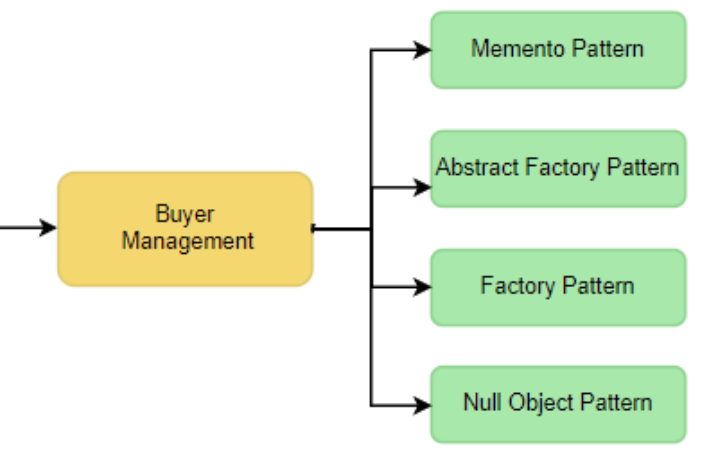 Memento Pattern
Abstract Factory Pattern
Buyer
Management
Factory Pattern
Null Object Pattern